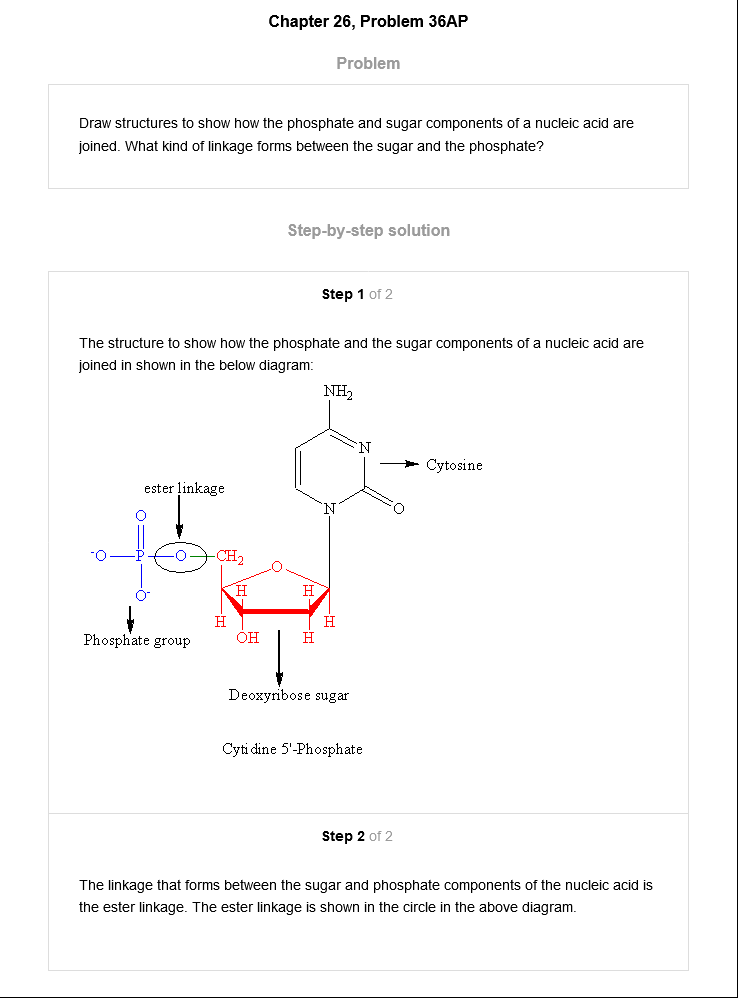 Chapter 26, Problem 36AP
Problem
Draw structures to show how the phosphate and sugar components of a nucleic acid are
joined. What kind of linkage forms between the sugar and the phosphate?
Step-by-step solution
Step 1 of 2
The structure to show how the phosphate and the sugar components of a nucleic acid are
joined in shown in the below diagram:
NH2
N
Cytosine
ester linkage
N
O
O
-O
P
O
CH2
O
O-
H
H
H
H
Phosphate group
OH
H
Deoxyribose sugar
Cytidine 5'-Phosphate
Step 2 of 2
The linkage that forms between the sugar and phosphate components of the nucleic acid is
the ester linkage. The ester linkage is shown in the circle in the above diagram.